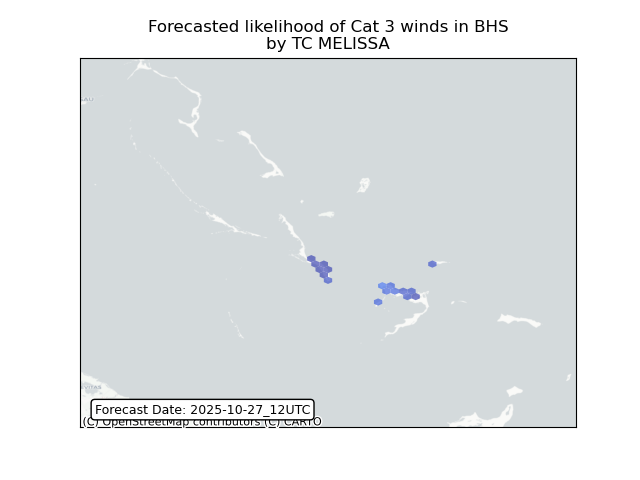 Forecasted likelihood of Cat 3 winds in BHS
by TC MELISSA
Forecast Date: 2025-10-27_12UTC
(C) OpenStreetMap contributors (C) CARTO